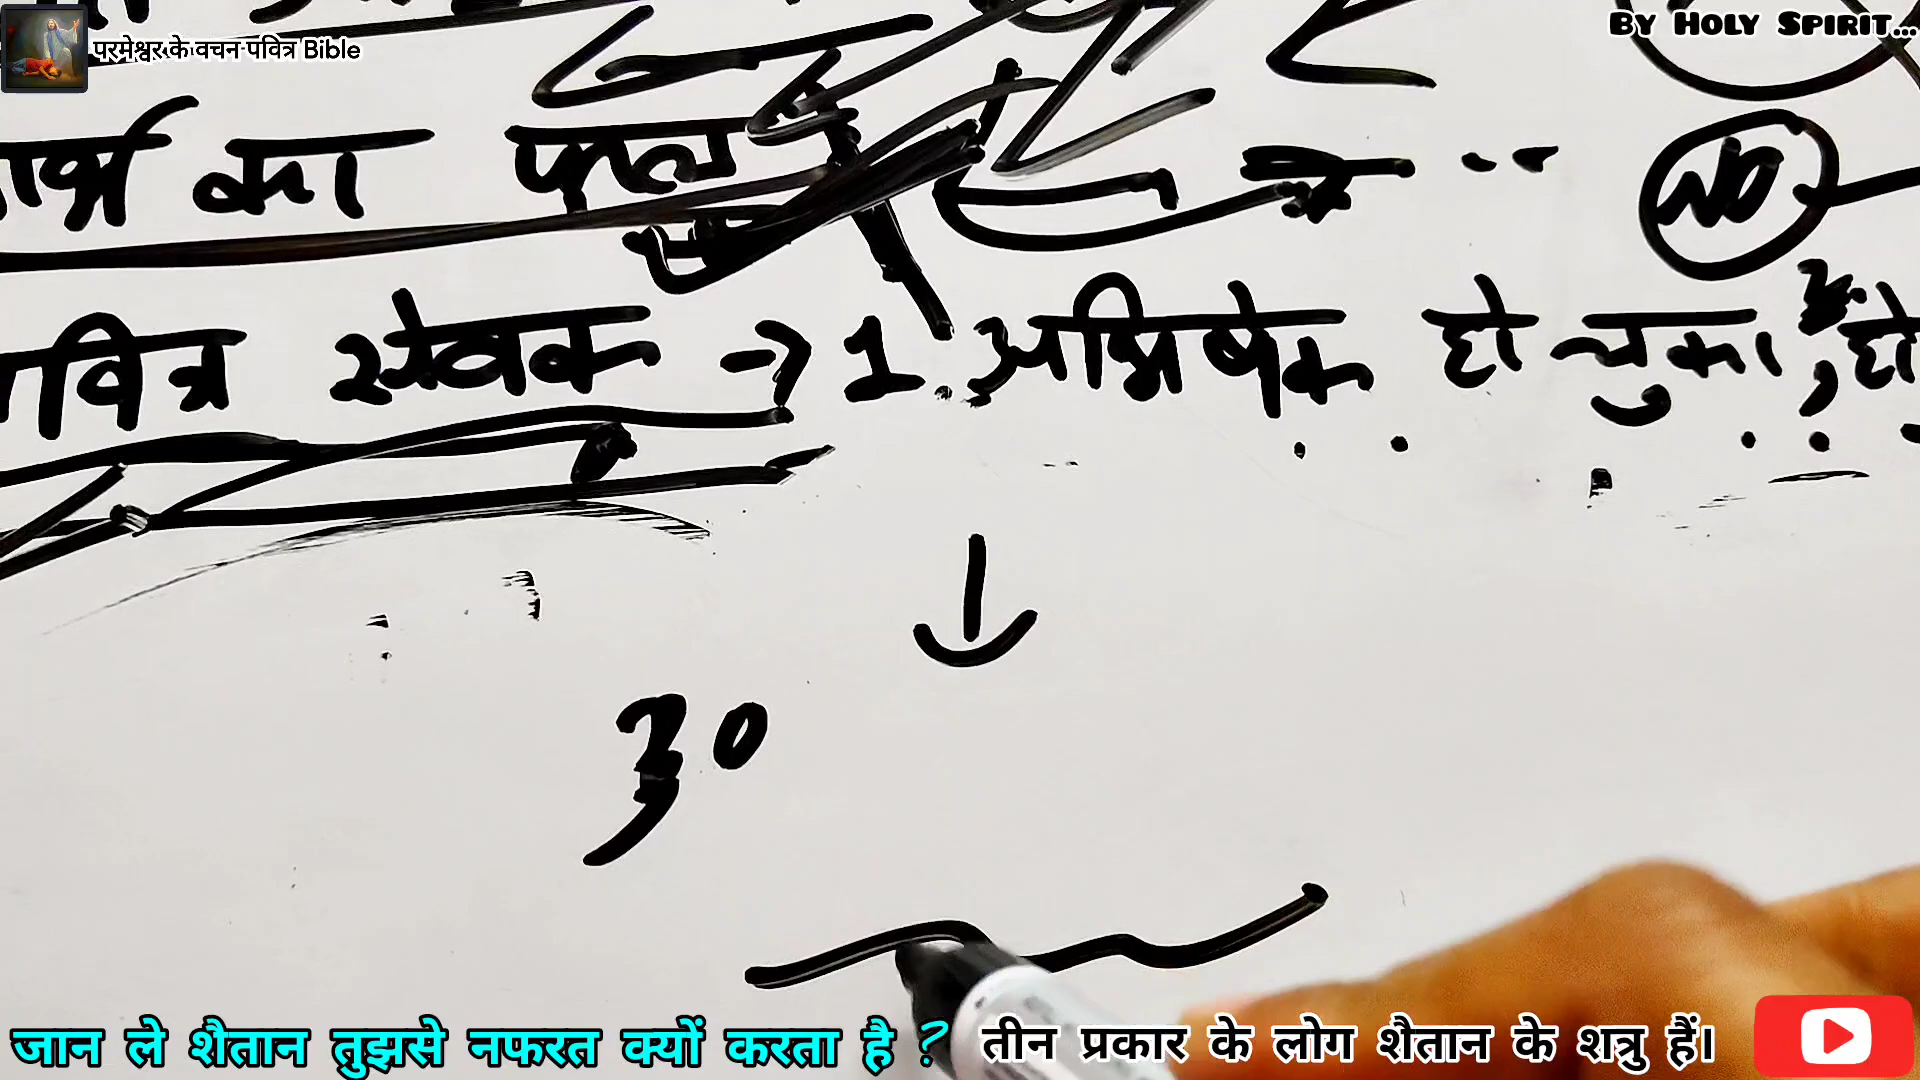 By Holy Spirit...
परमेश्वर के वचन पवित्र Bible
का फल
NO
पवित्र सेवक → 1. अभिषेक हो चुका, हो
30
जान ले शैतान तुझसे नफरत क्यों करता है ? तीन प्रकार के लोग शैतान के शत्रु हैं।